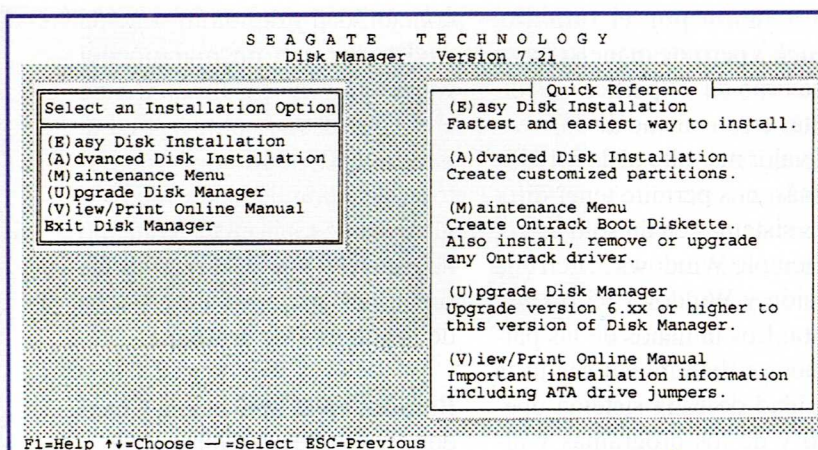 SEAGATE TECHNOLOGY
Disk Manager Version 7.21
Select an Installation Option
(E)asy Disk Installation
(A)dvanced Disk Installation
(M)aintenance Menu
(U)pgrade Disk Manager
(V)iew/Print Online Manual
Exit Disk Manager
Quick Reference
(E)asy Disk Installation
Fastest and easiest way to install.
(A)dvanced Disk Installation
Create customized partitions.
(M)aintenance Menu
Create Ontrack Boot Diskette.
Also install, remove or upgrade
any Ontrack driver.
(U)pgrade Disk Manager
Upgrade version 6.xx or higher to
this version of Disk Manager.
(V)iew/Print Online Manual
Important installation information
including ATA drive jumpers.
F1=Help ↑↓=Choose ─┘=Select ESC=Previous